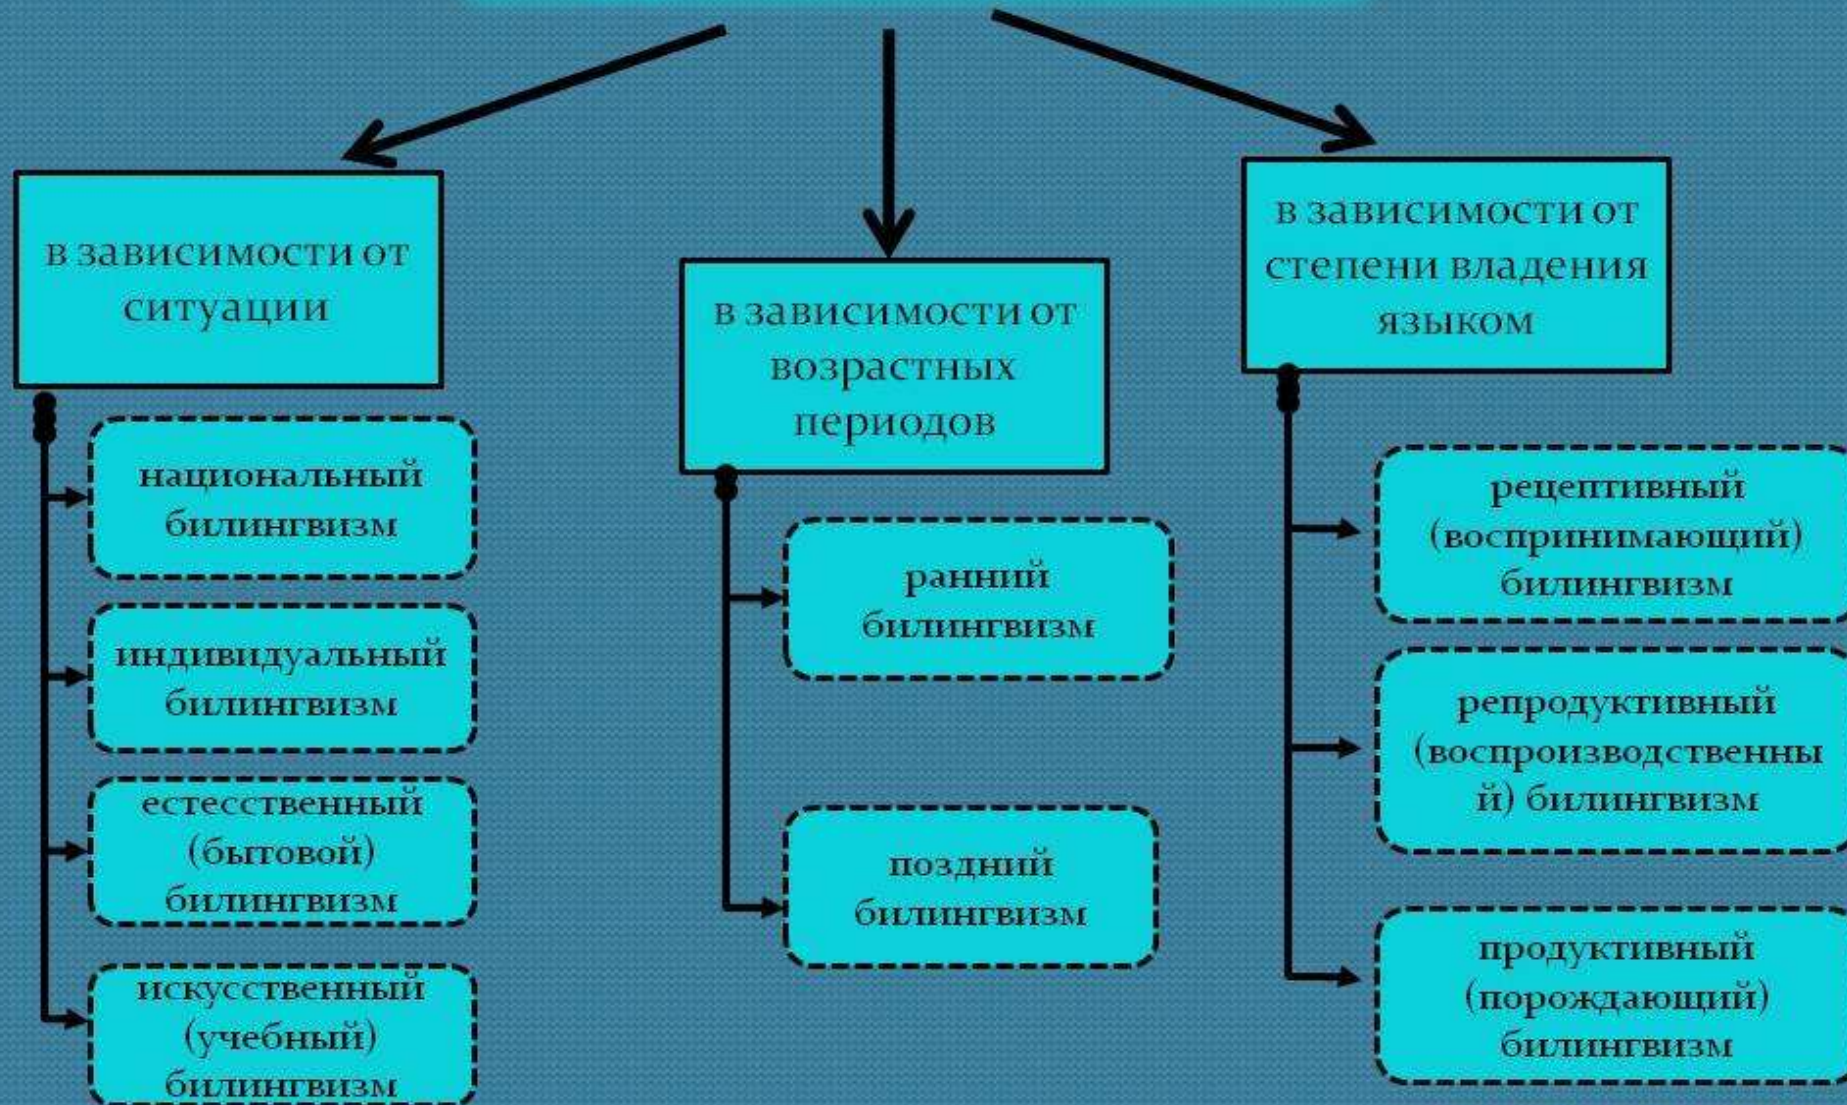 в зависимости от
ситуации
национальный
билингвизм
индивидуальный
билингвизм
естесственный
(бытовой)
билингвизм
искусственный
(учебный)
билингвизм
в зависимости от
возрастных
периодов
ранний
билингвизм
поздний
билингвизм
в зависимости от
степени владения
языком
рецептивный
(воспринимающий)
билингвизм
репродуктивный
(воспроизводственны
й) билингвизм
продуктивный
(порождающий)
билингвизм